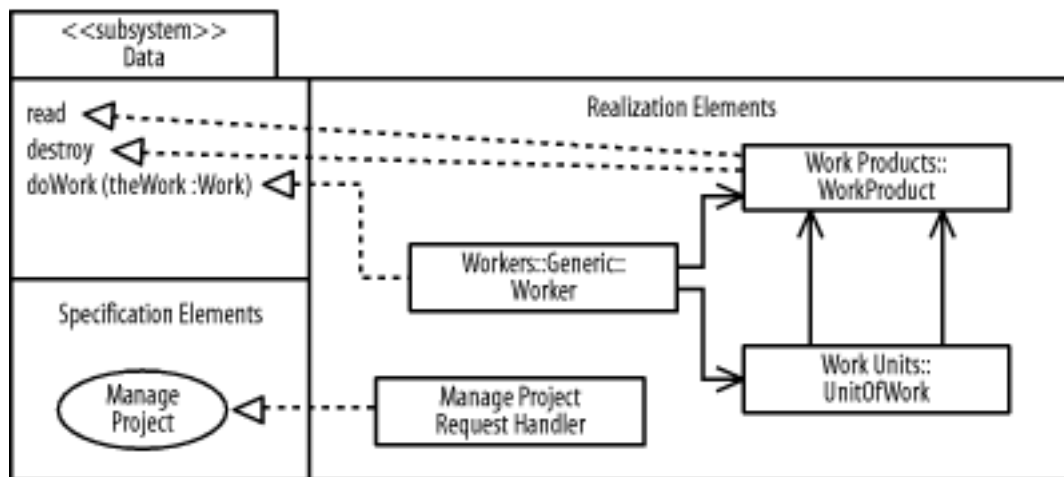 <<subsystem>>
Data
read
destroy
doWork (theWork :Work)
Realization Elements
Work Products::
WorkProduct
Workers::Generic::
Worker
Specification Elements
Manage
Project
Manage Project
Request Handler
Work Units::
UnitOfWork